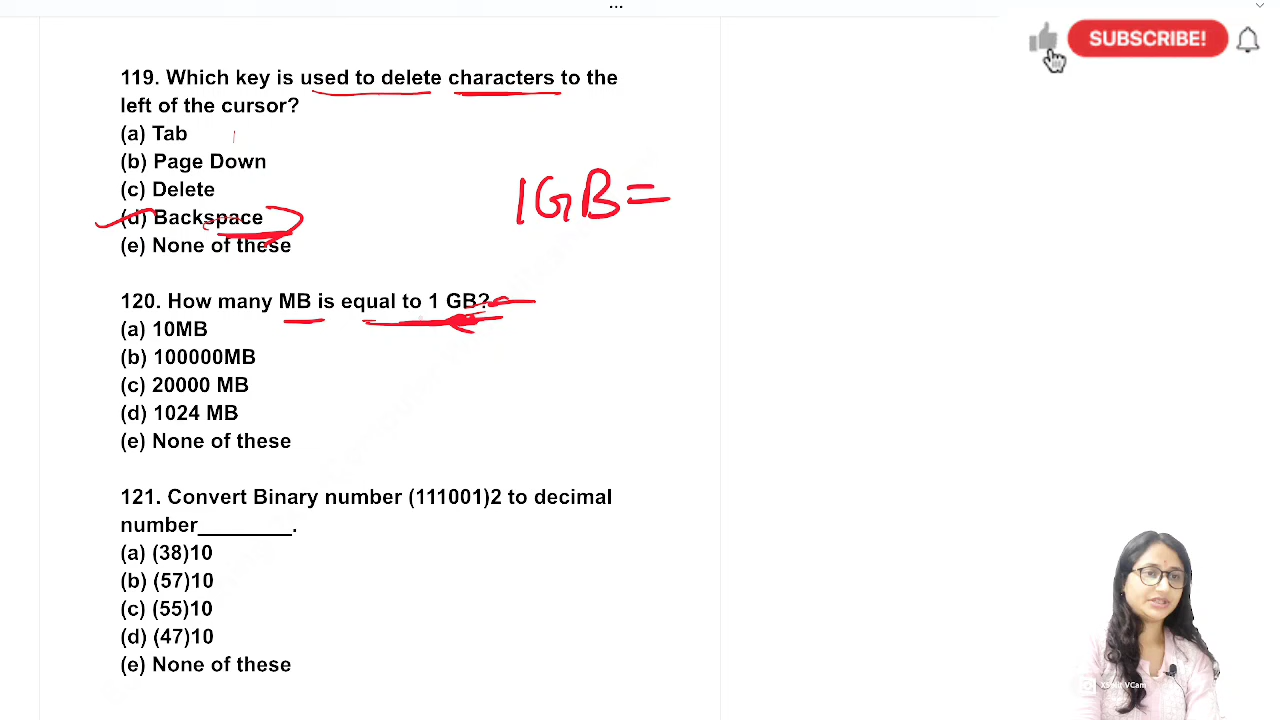 ...
SUBSCRIBE!
119. Which key is used to delete characters to the
left of the cursor?
(a) Tab
(b) Page Down
(c) Delete
(d) Backspace
(e) None of these
1GB=
120. How many MB is equal to 1 GB?
(a) 10MB
(b) 100000MB
(c) 20000 MB
(d) 1024 MB
(e) None of these
121. Convert Binary number (111001)2 to decimal
number________.
(a) (38)10
(b) (57)10
(c) (55)10
(d) (47)10
(e) None of these
XSplit VCam